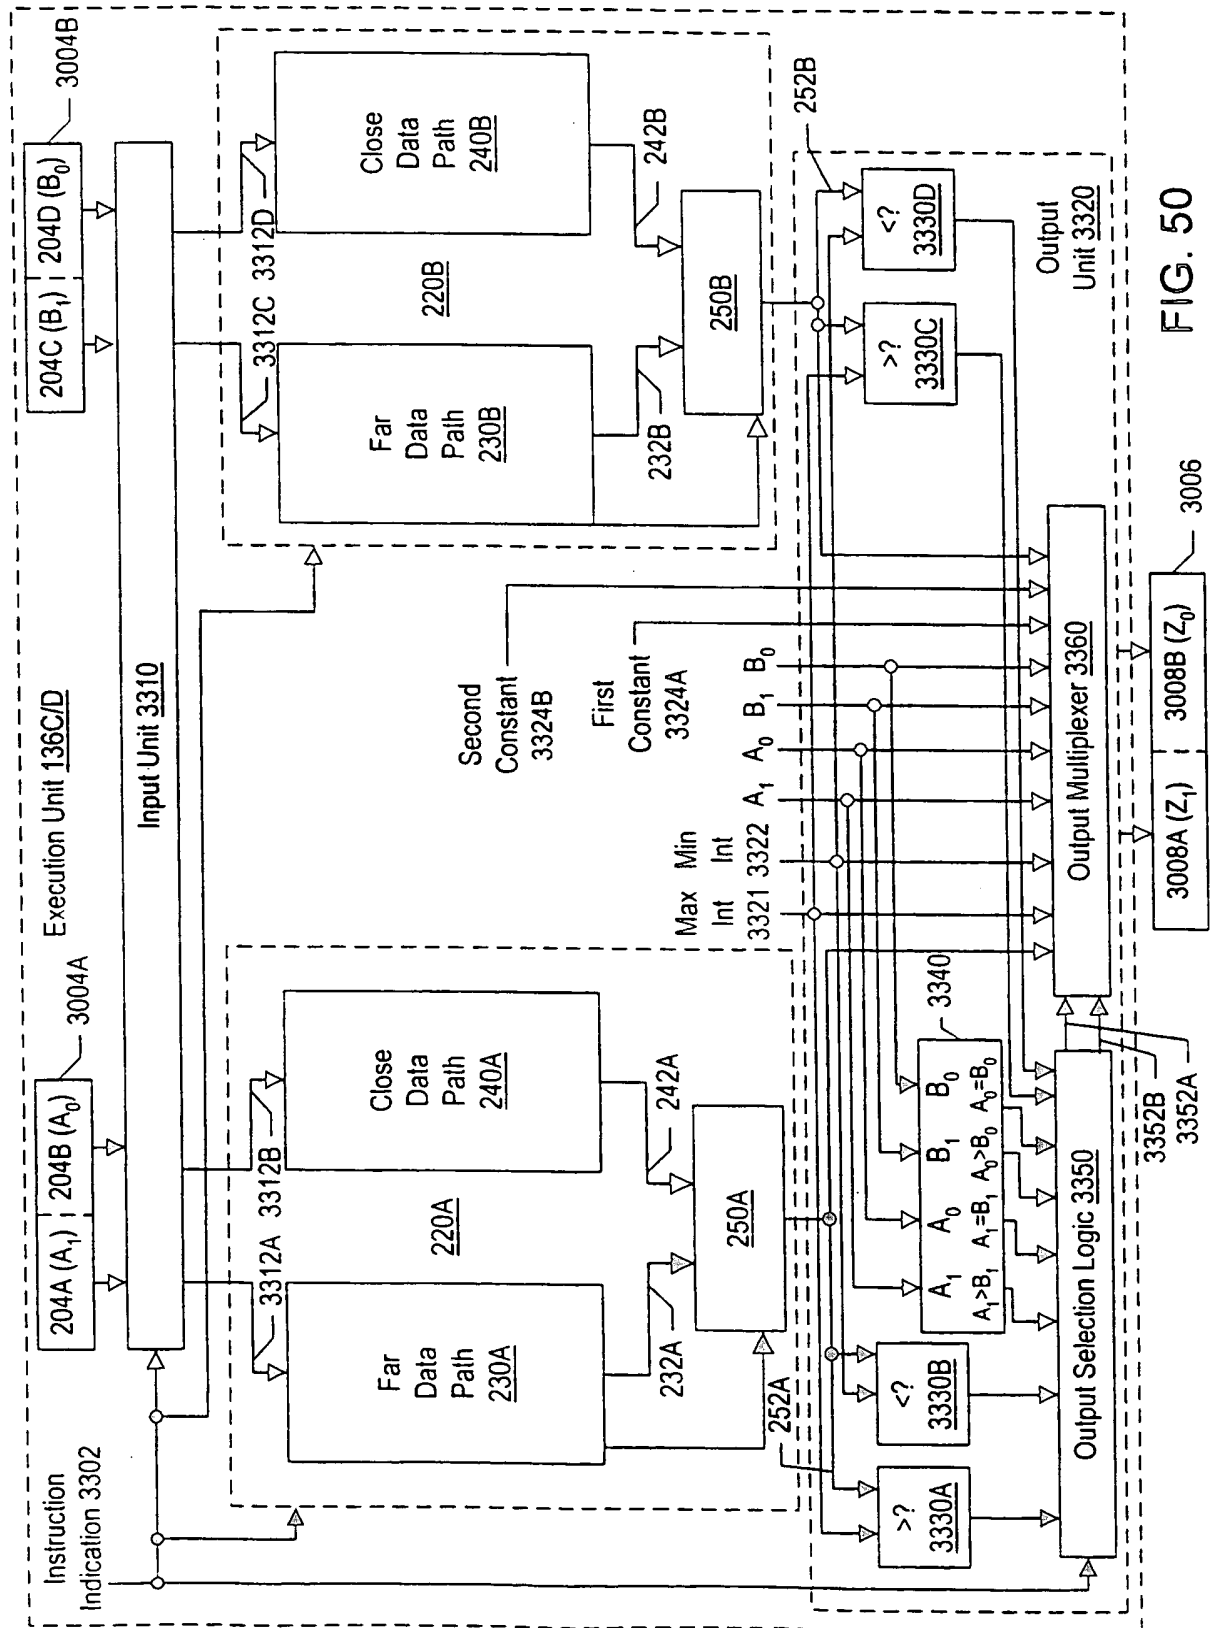 Execution Unit 136C/D
Instruction
Indication 3302
204A (A1)
204B (A0)
3004A
204C (B1)
204D (B0)
3004B
Input Unit 3310
3312A
3312B
3312C
3312D
Far
Data
Path
230A
220A
Close
Data
Path
240A
Far
Data
Path
230B
220B
Close
Data
Path
240B
232A
242A
250A
232B
242B
250B
252A
252B
Second
Constant
3324B
First
Constant
3324A
Max
Int
3321
Min
Int
3322
A1
A0
B1
B0
>?
3330A
<?
3330B
3340
A1
A0
B1
B0
A1>B1
A1=B1
A0>B0
A0=B0
>?
3330C
<?
3330D
Output
Unit 3320
Output Selection Logic 3350
3352B
3352A
Output Multiplexer 3360
3008A (Z1)
3008B (Z0)
3006
FIG. 50